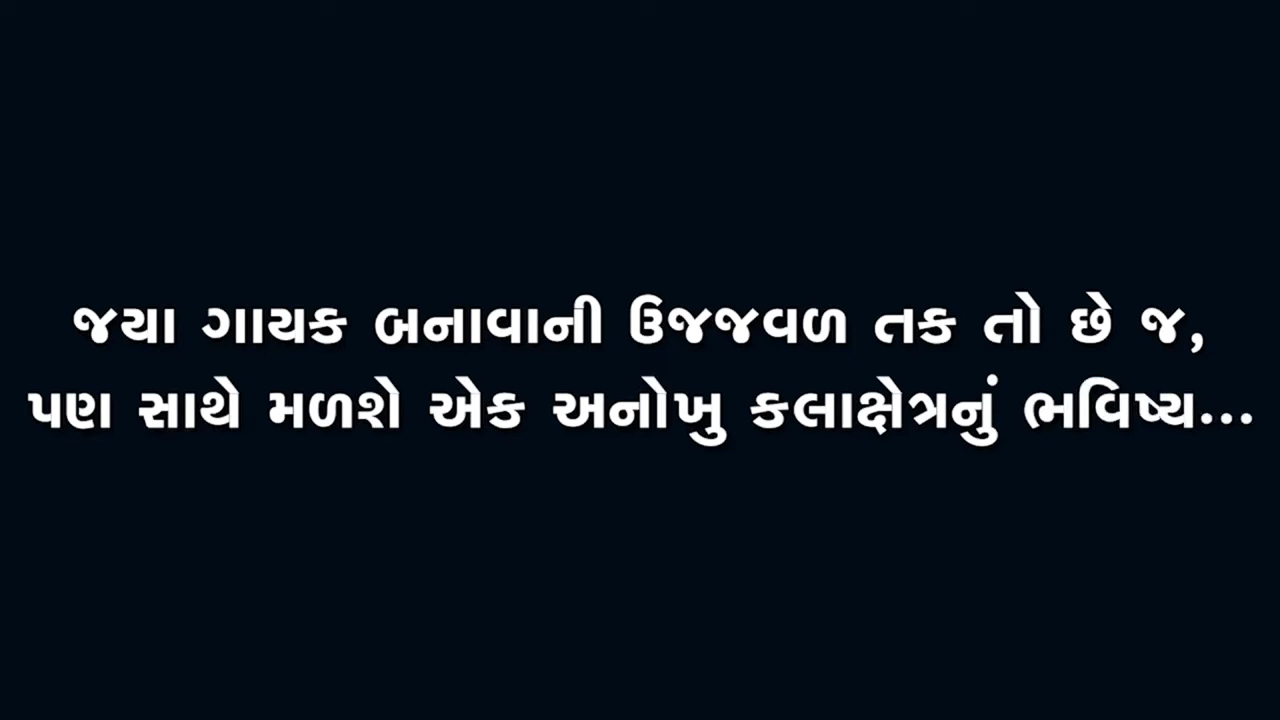 જયા ગાયક બનાવાની ઉજજવળ તક તો છે જ,
પણ સાથે મળશે એક અનોખુ કલાક્ષેત્રનું ભવિષ્ય...